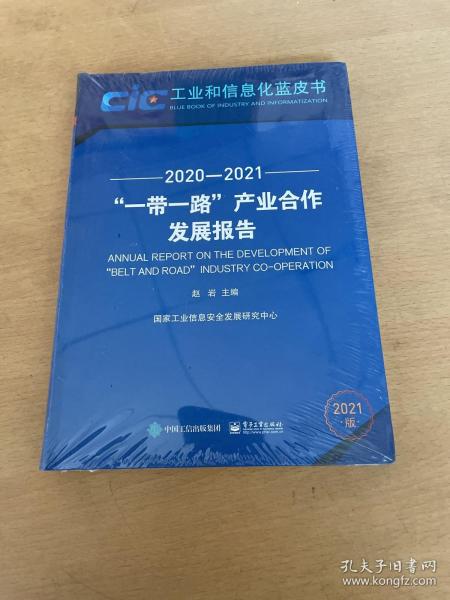 CIC 工业和信息化蓝皮书
BLUE BOOK OF INDUSTRY AND INFORMATIZATION
2020—2021
“一带一路”产业合作
发展报告
ANNUAL REPORT ON THE DEVELOPMENT OF
“BELT AND ROAD” INDUSTRY CO-OPERATION
赵 岩 主编
国家工业信息安全发展研究中心
2021
·版·
中国工信出版集团
电子工业出版社
孔夫子旧书网
www.kongfz.com